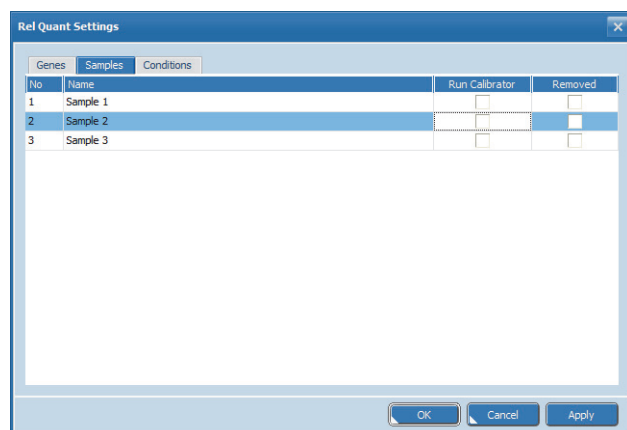 Rel Quant Settings
Genes Samples Conditions
No Name Run Calibrator Removed
1 Sample 1
2 Sample 2
3 Sample 3
OK Cancel Apply